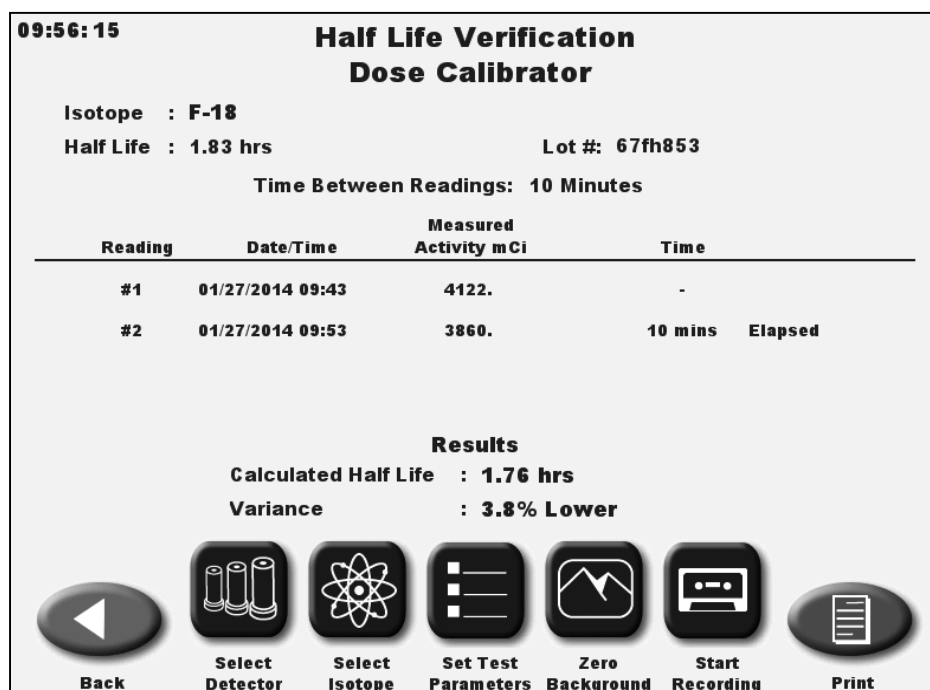 09:56:15
Half Life Verification
Dose Calibrator
Isotope : F-18
Half Life : 1.83 hrs Lot #: 67fh853
Time Between Readings: 10 Minutes
Measured
Reading Date/Time Activity mCi Time
#1 01/27/2014 09:43 4122. -
#2 01/27/2014 09:53 3860. 10 mins Elapsed
Results
Calculated Half Life : 1.76 hrs
Variance : 3.8% Lower
Select Select Set Test Zero Start
Back Detector Isotope Parameters Background Recording Print